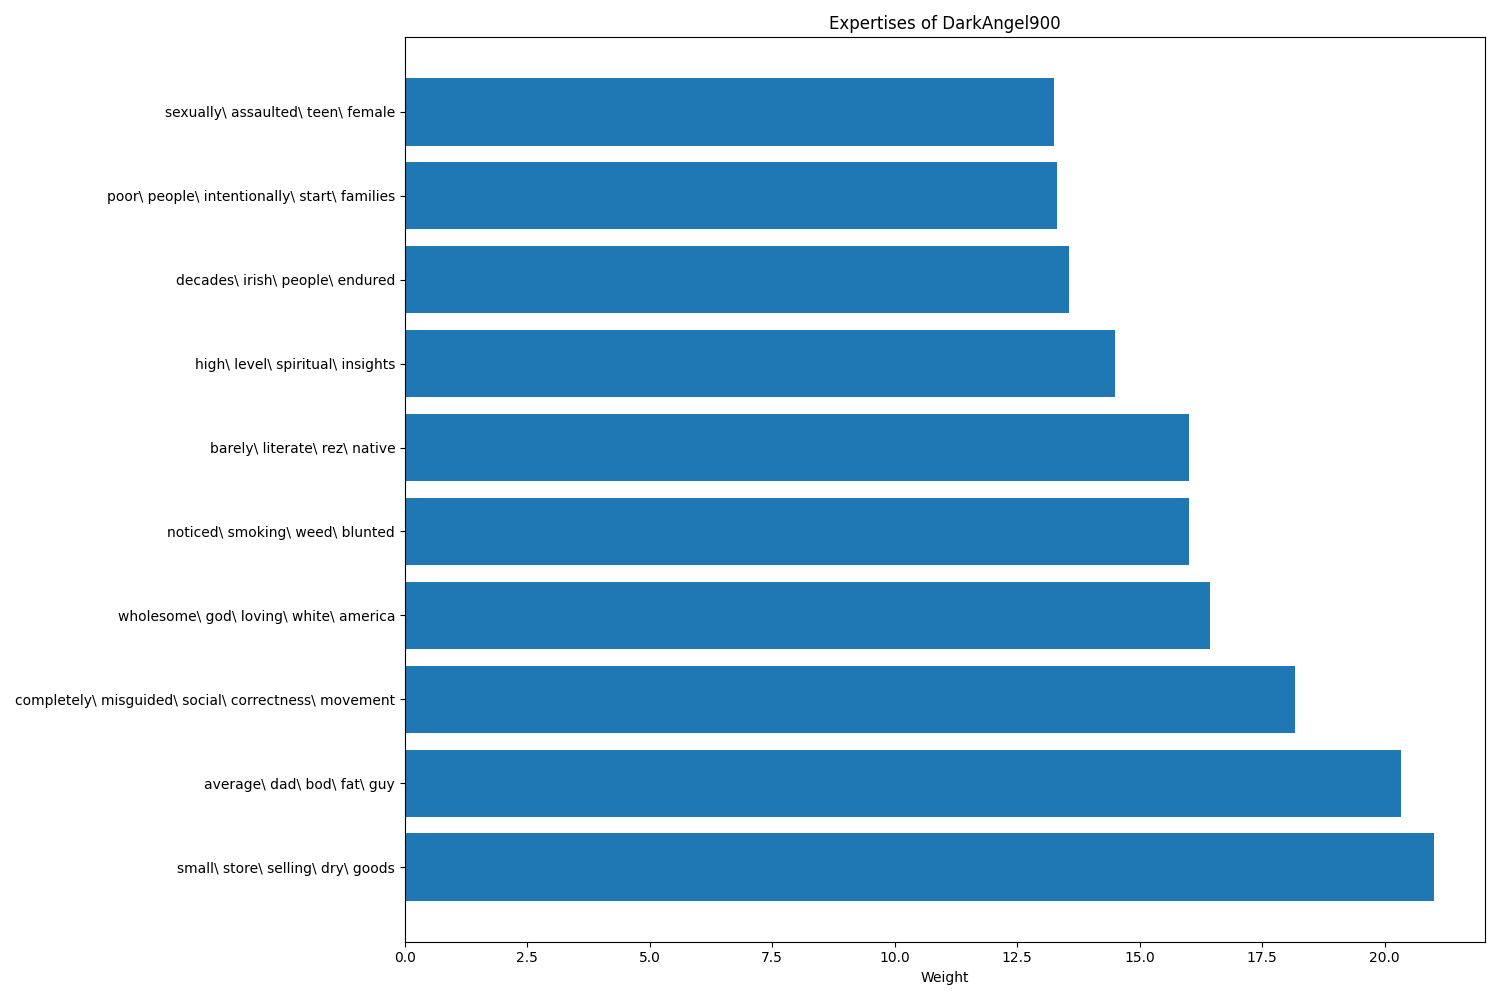 Expertises of DarkAngel900
sexually\ assaulted\ teen\ female
poor\ people\ intentionally\ start\ families
decades\ irish\ people\ endured
high\ level\ spiritual\ insights
barely\ literate\ rez\ native
noticed\ smoking\ weed\ blunted
wholesome\ god\ loving\ white\ america
completely\ misguided\ social\ correctness\ movement
average\ dad\ bod\ fat\ guy
small\ store\ selling\ dry\ goods
0.0 2.5 5.0 7.5 10.0 12.5 15.0 17.5 20.0
Weight